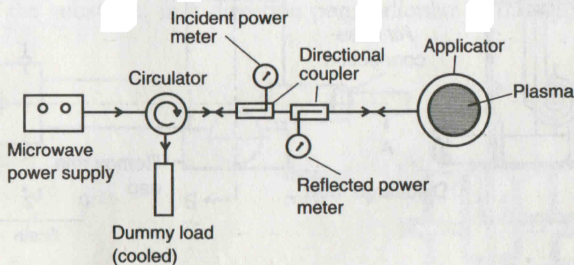 Incident power
meter
Directional
coupler
Applicator
Circulator
Plasma
Microwave
power supply
Reflected power
meter
Dummy load
(cooled)